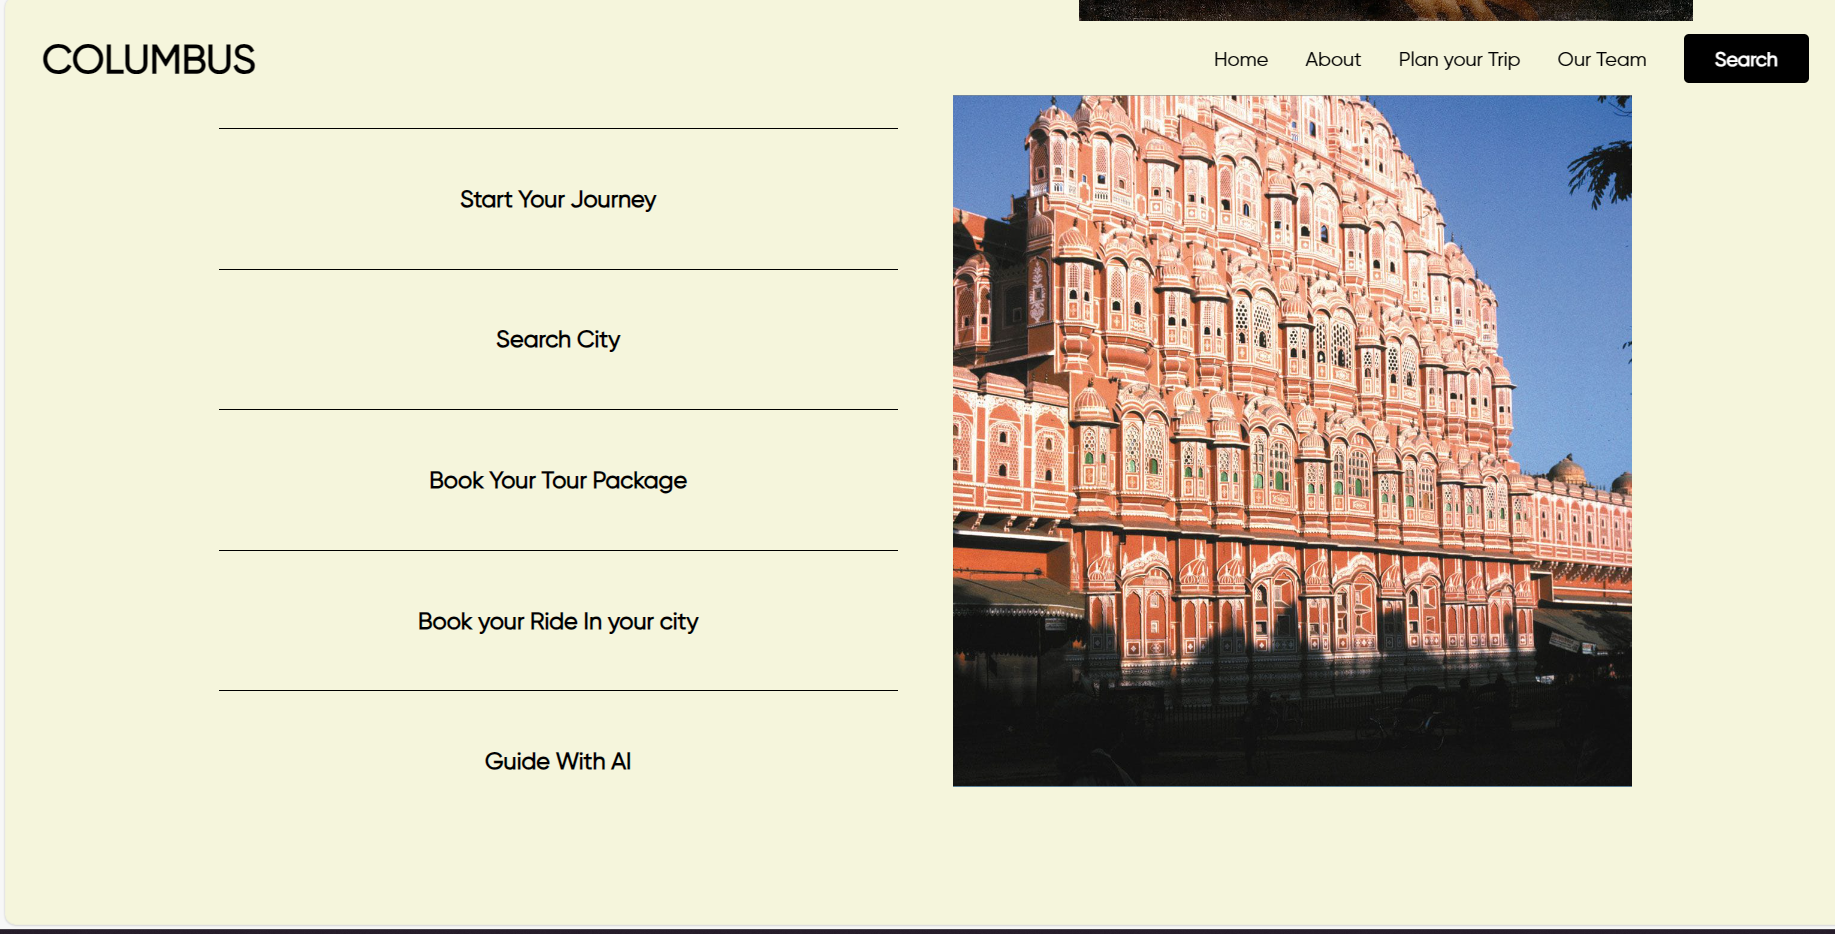 COLUMBUS
Home About Plan your Trip Our Team Search
Start Your Journey
Search City
Book Your Tour Package
Book your Ride In your city
Guide With AI